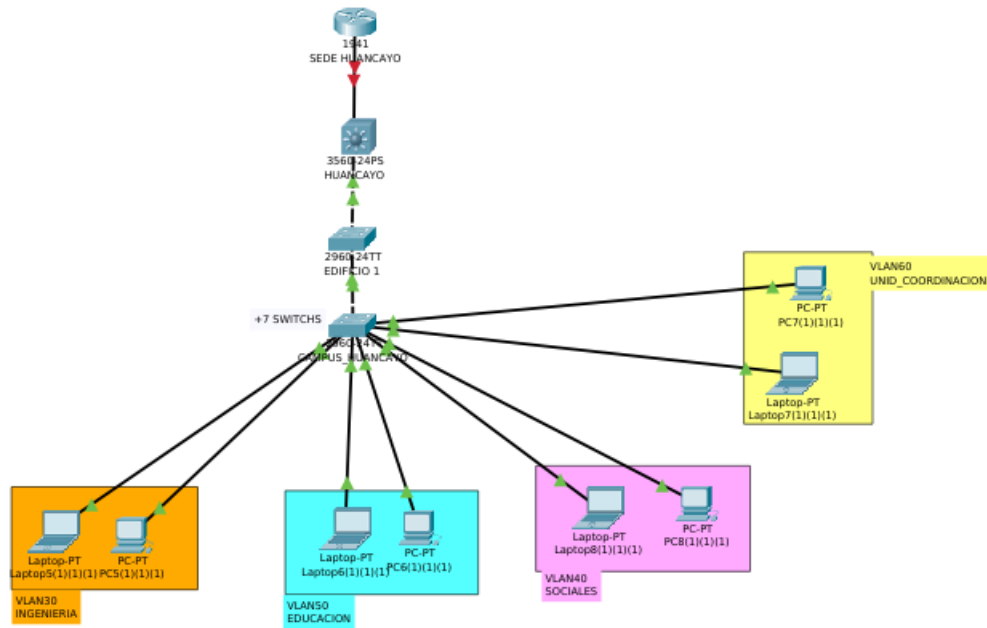 1941
SEDE HUANCAYO
3560-24PS
HUANCAYO
2960-24TT
EDIFICIO 1
+7 SWITCHS
CAMPUS_HUANCAYO
VLAN60
UNID_COORDINACION
PC-PT
PC7(1)(1)(1)
Laptop-PT
Laptop7(1)(1)(1)
Laptop-PT
Laptop5(1)(1)(1)
PC-PT
PC5(1)(1)(1)
VLAN30
INGENIERIA
Laptop-PT
Laptop6(1)(1)(1)
PC-PT
PC6(1)(1)(1)
VLAN50
EDUCACION
Laptop-PT
Laptop8(1)(1)(1)
PC-PT
PC8(1)(1)(1)
VLAN40
SOCIALES